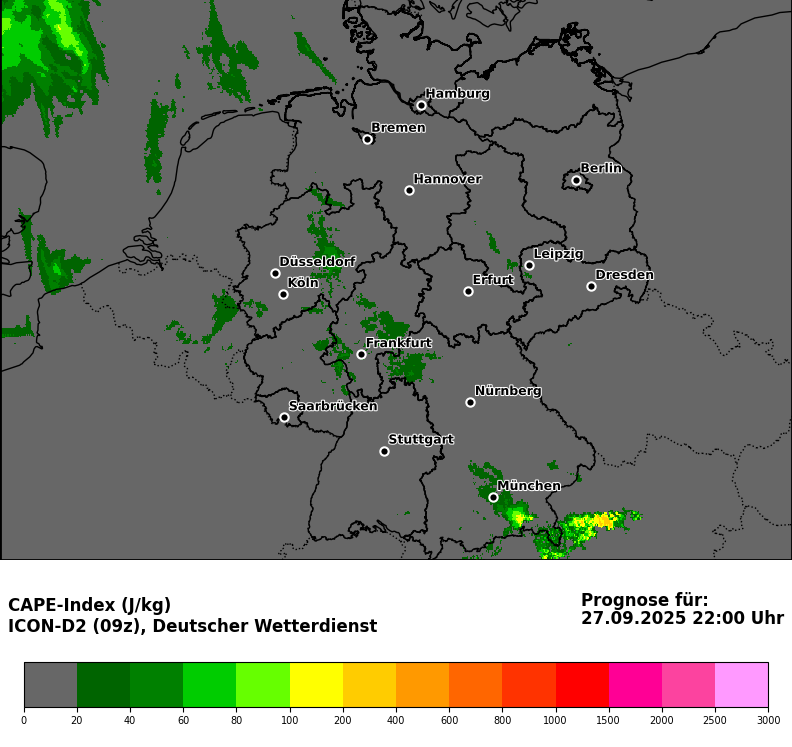 Hamburg
Bremen
Berlin
Hannover
Leipzig
Düsseldorf
Dresden
Köln
Erfurt
Frankfurt
Nürnberg
Saarbrücken
Stuttgart
München
CAPE-Index (J/kg)
ICON-D2 (09z), Deutscher Wetterdienst
Prognose für:
27.09.2025 22:00 Uhr
0 20 40 60 80 100 200 400 600 800 1000 1500 2000 2500 3000